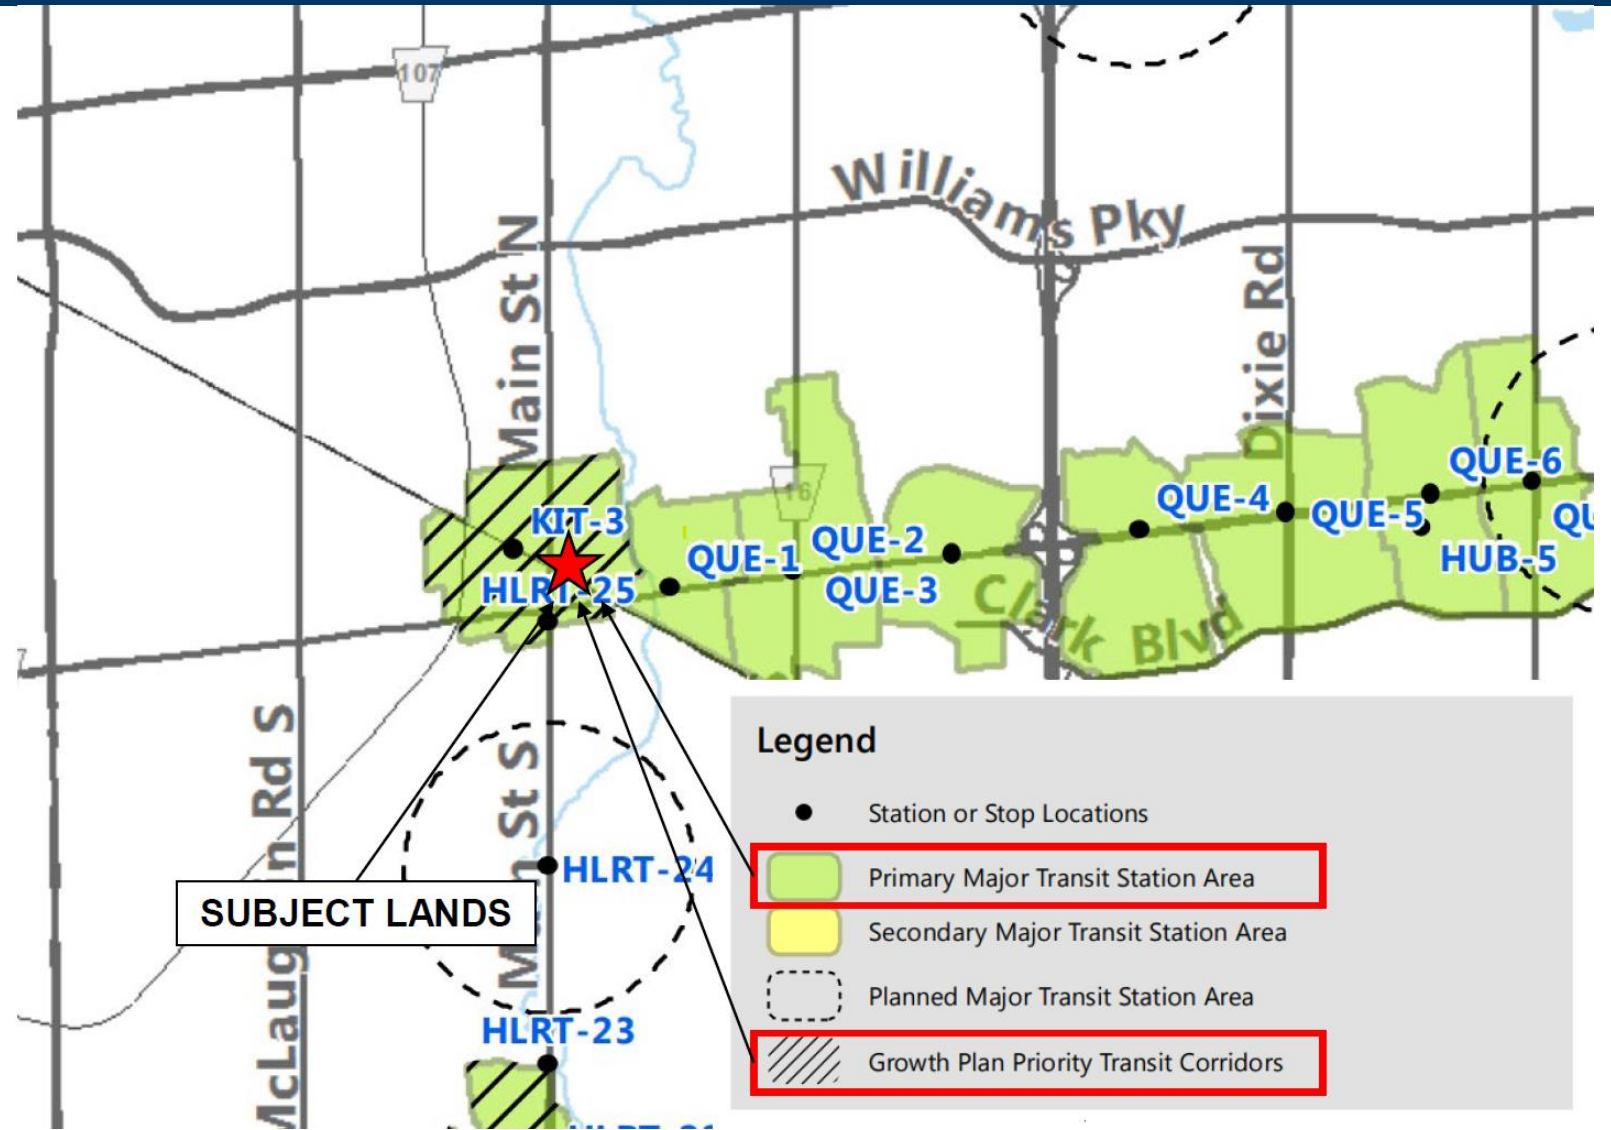 107
Williams Pky
Main St N
Dixie Rd
16
KIT-3
HLRT-25
QUE-1
QUE-2
QUE-3
QUE-4
QUE-5
QUE-6
QU
HUB-5
Clark Blvd
7
McLaughlin Rd S
Main St S
HLRT-24
SUBJECT LANDS
HLRT-23
Legend
Station or Stop Locations
Primary Major Transit Station Area
Secondary Major Transit Station Area
Planned Major Transit Station Area
Growth Plan Priority Transit Corridors